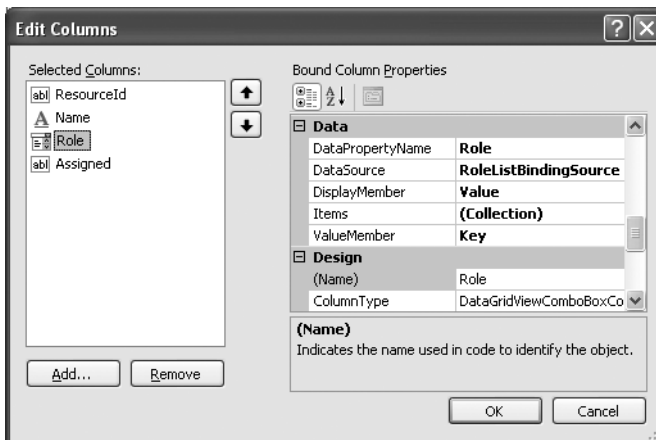 Edit Columns
Selected Columns:
abl ResourceId
A Name
Role
abl Assigned
Add...
Remove
Bound Column Properties
A Z
Data
DataPropertyName Role
DataSource RoleListBindingSource
DisplayMember Value
Items (Collection)
ValueMember Key
Design
(Name) Role
ColumnType DataGridViewComboBoxCo
(Name)
Indicates the name used in code to identify the object.
OK
Cancel